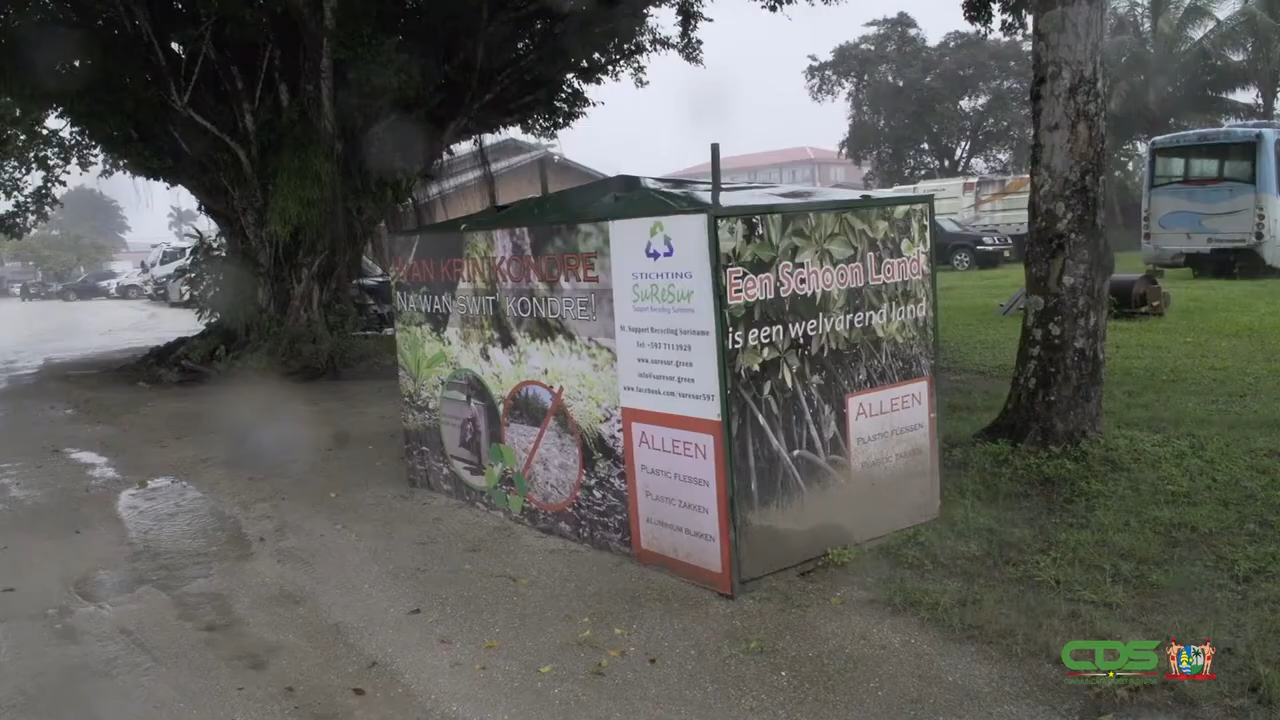 WAN KRIN KONDRE
NA WAN SWIT' KONDRE!
STICHTING
SuReSur
Support Recycling Suriname
St. Support Recycling Suriname
Tel: +597 7113929
www.suresur.green
info@suresur.green
www.facebook.com/suresur597
ALLEEN
PLASTIC FLESSEN
PLASTIC ZAKKEN
ALUMINIUM BLIKKEN
Een Schoon Land
is een welvarend land
ALLEEN
PLASTIC FLESSEN
PLASTIC ZAKKEN
CDS